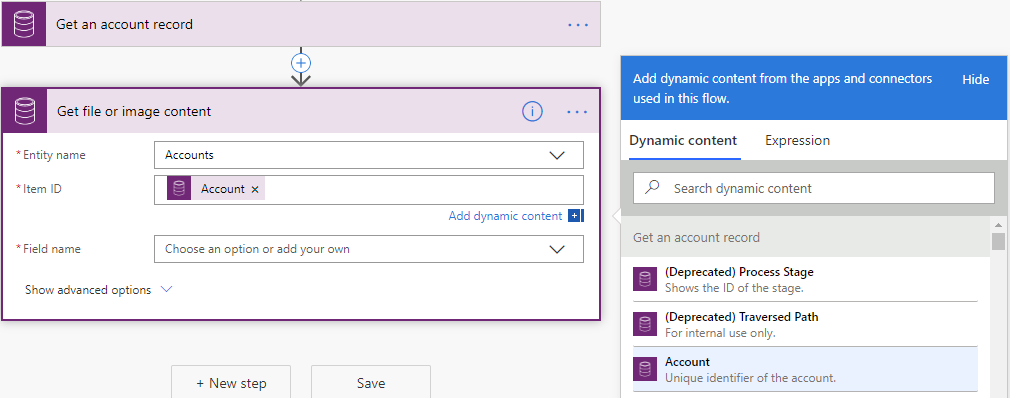 Get an account record
Get file or image content
* Entity name
Accounts
* Item ID
Account
Add dynamic content
* Field name
Choose an option or add your own
Show advanced options
+ New step
Save
Add dynamic content from the apps and connectors
used in this flow.
Hide
Dynamic content
Expression
Search dynamic content
Get an account record
(Deprecated) Process Stage
Shows the ID of the stage.
(Deprecated) Traversed Path
For internal use only.
Account
Unique identifier of the account.